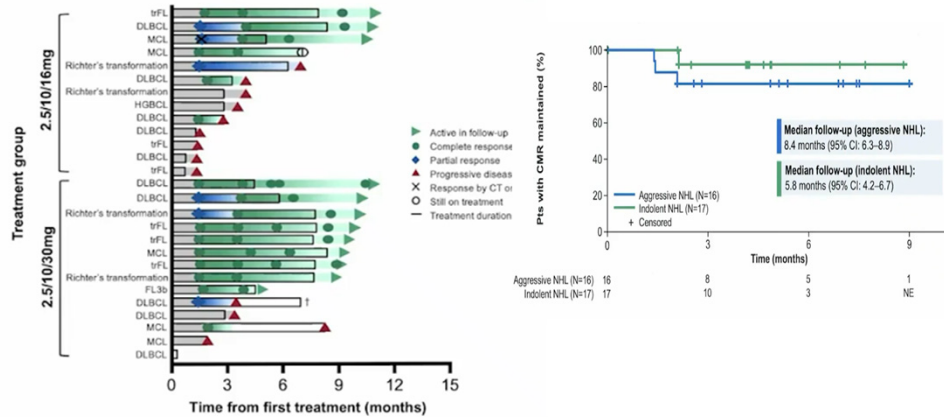 Treatment group
2.5/10/16mg
trFL
DLBCL
MCL
MCL
Richter's transformation
DLBCL
Richter's transformation
HGBCL
DLBCL
DLBCL
trFL
DLBCL
trFL
2.5/10/30mg
DLBCL
DLBCL
Richter's transformation
trFL
trFL
MCL
trFL
Richter's transformation
FL3b
DLBCL
†
DLBCL
MCL
MCL
DLBCL
0 3 6 9 12 15
Time from first treatment (months)
Active in follow-up
Complete response
Partial response
Progressive diseas
Response by CT or
Still on treatment
Treatment duration
Pts with CMR maintained (%)
100
80
60
40
20
0
Median follow-up (aggressive NHL):
8.4 months (95% CI: 6.3–8.9)
Median follow-up (indolent NHL):
5.8 months (95% CI: 4.2–6.7)
Aggressive NHL (N=16)
Indolent NHL (N=17)
+ Censored
0 3 6 9
Time (months)
Aggressive NHL (N=16) 16 8 5 1
Indolent NHL (N=17) 17 10 3 NE